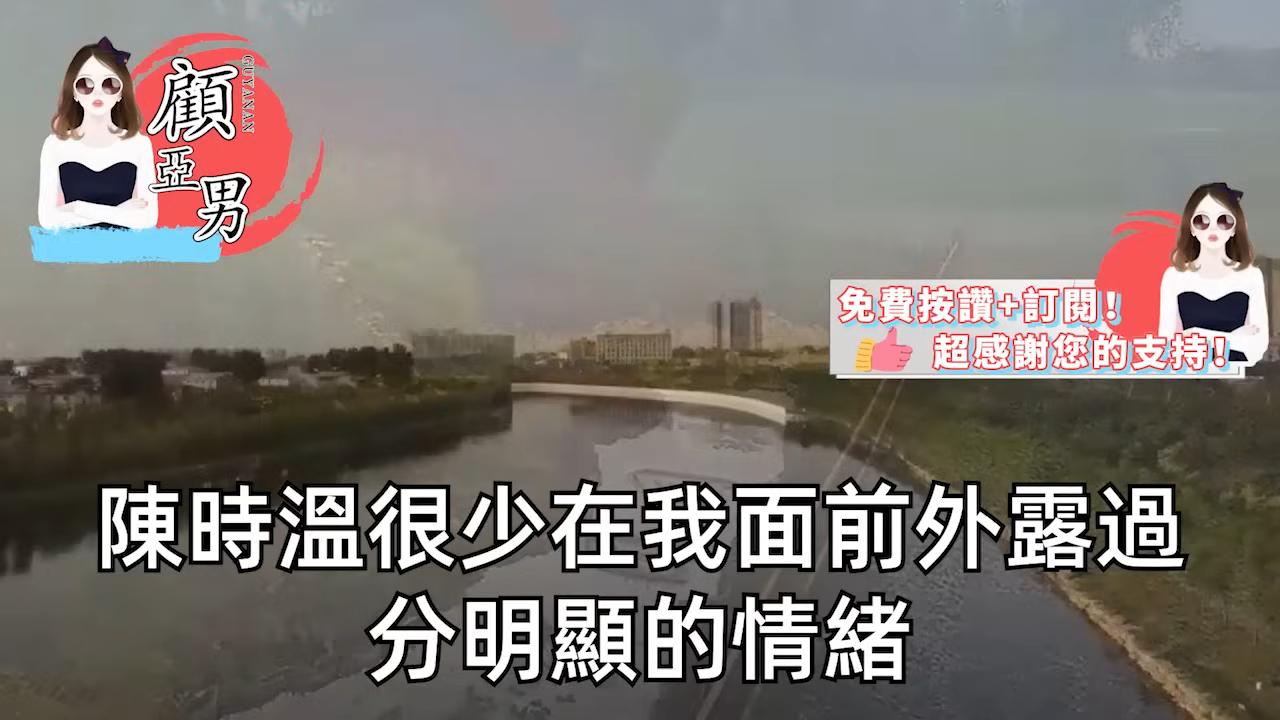 顧亞男
GUYANAN
免費按讚+訂閱！
超感謝您的支持！
陳時溫很少在我面前外露過
分明顯的情緒